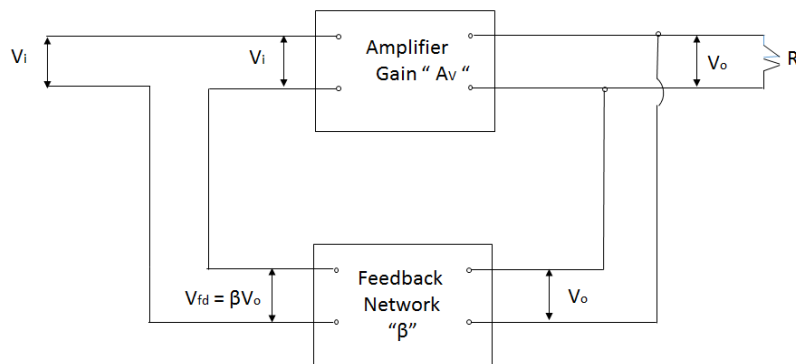 Vi
Vi
Amplifier
Gain “ Av “
Vo
R
Vfd = βVo
Feedback
Network
“β”
Vo